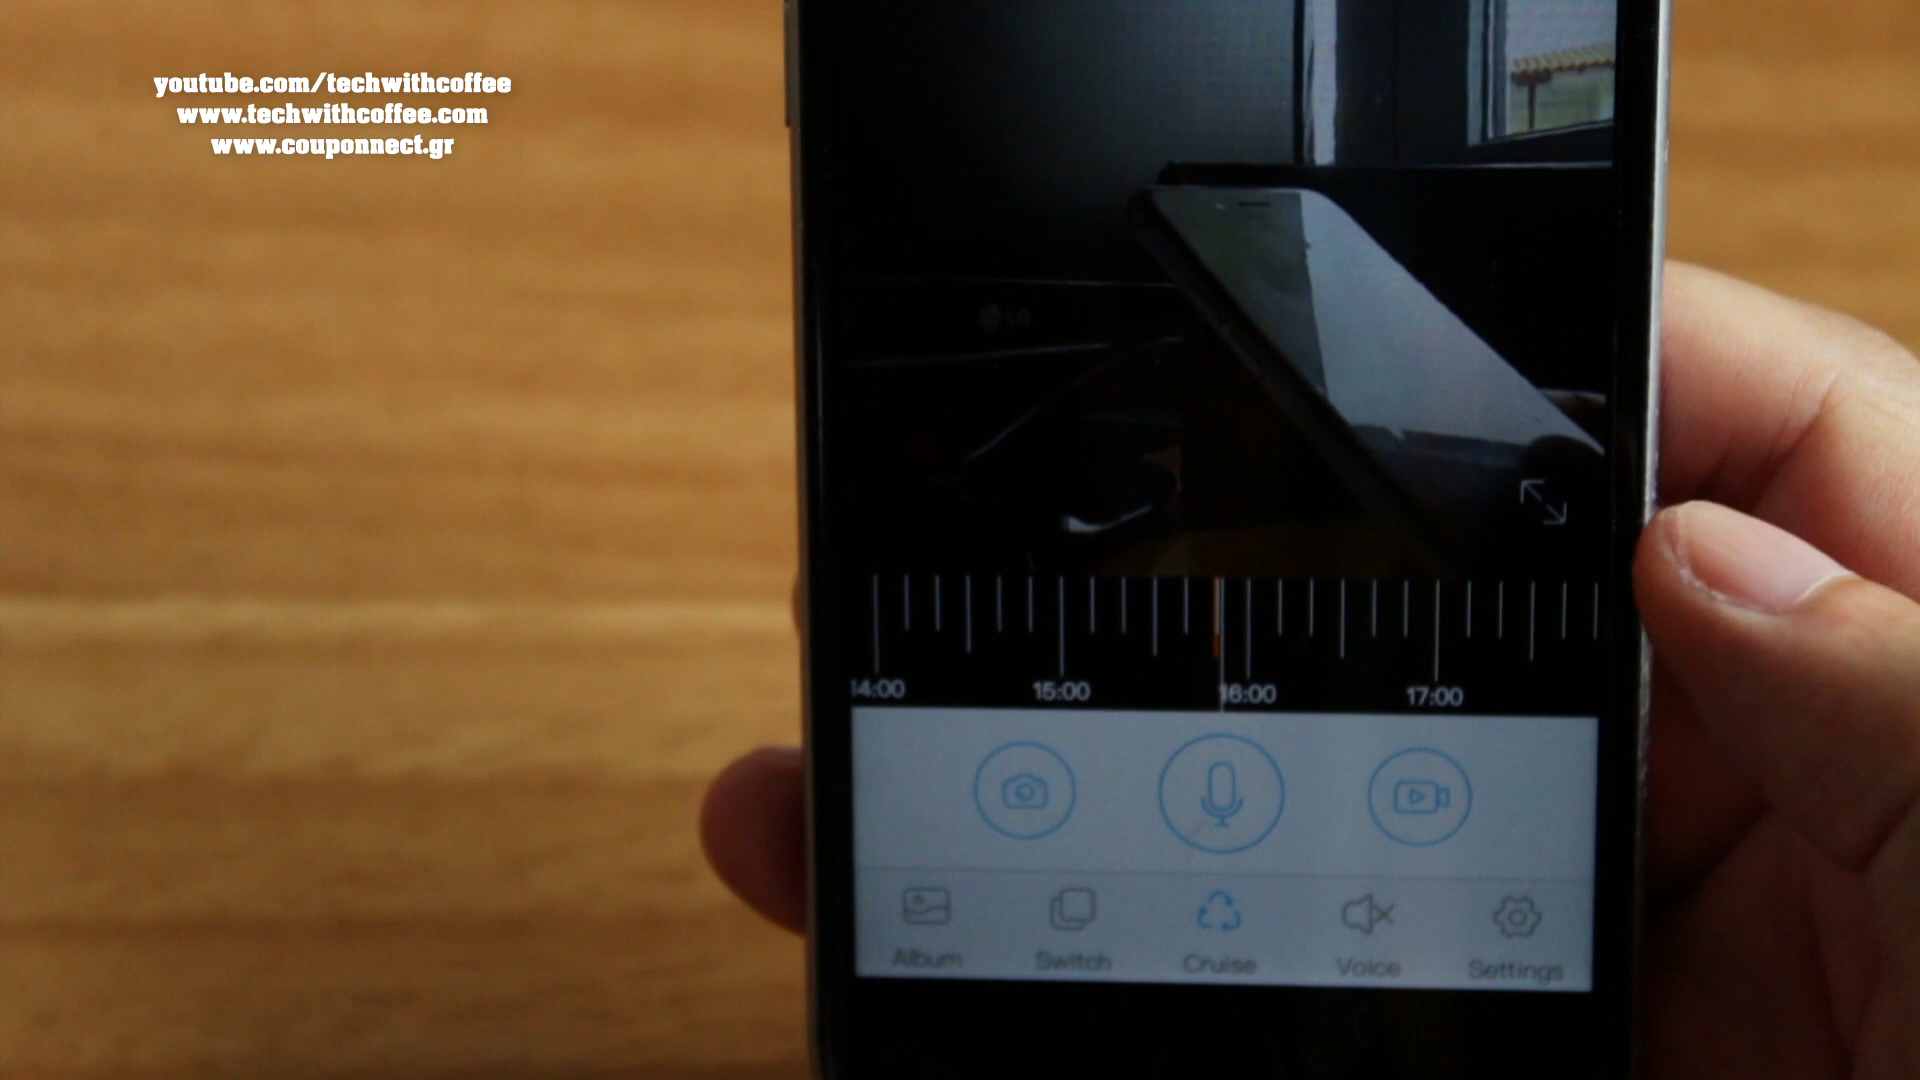 youtube.com/techwithcoffee
www.techwithcoffee.com
www.couponnect.gr
LG
14:00 15:00 16:00 17:00
Album Switch Cruise Voice Settings